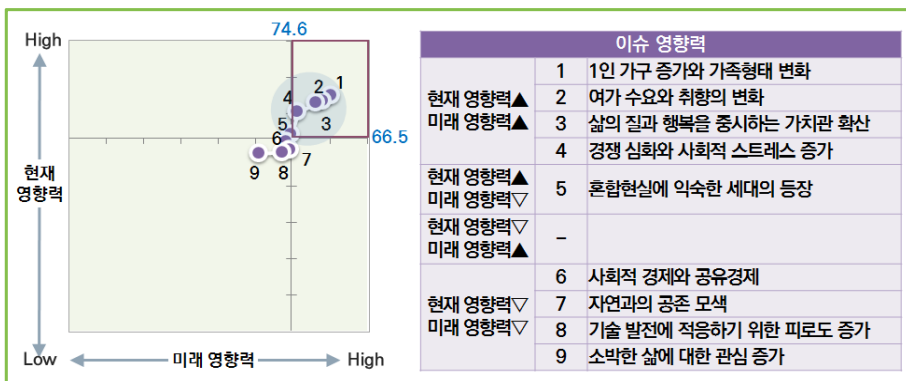 74.6
High
1
2
4
3
5
66.5
6
7
9
8
현재
영향력
Low
미래 영향력
High
이슈 영향력
현재 영향력▲
미래 영향력▲
1 1인 가구 증가와 가족형태 변화
2 여가 수요와 취향의 변화
3 삶의 질과 행복을 중시하는 가치관 확산
4 경쟁 심화와 사회적 스트레스 증가
현재 영향력▲
미래 영향력▽
5 혼합현실에 익숙한 세대의 등장
현재 영향력▽
미래 영향력▲
–
현재 영향력▽
미래 영향력▽
6 사회적 경제와 공유경제
7 자연과의 공존 모색
8 기술 발전에 적응하기 위한 피로도 증가
9 소박한 삶에 대한 관심 증가